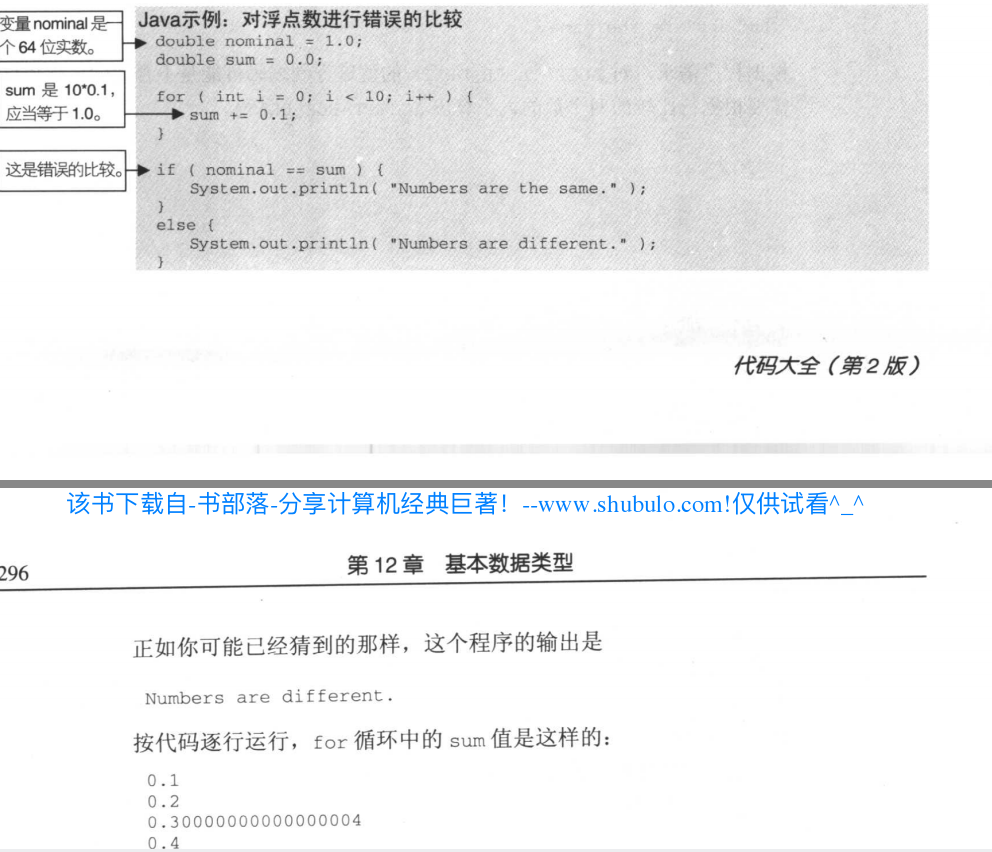 变量 nominal 是
个 64 位实数。
Java示例：对浮点数进行错误的比较
double nominal = 1.0;
double sum = 0.0;
sum 是 10*0.1,
应当等于 1.0。
for ( int i = 0; i < 10; i++ ) {
sum += 0.1;
}
这是错误的比较。
if ( nominal == sum ) {
System.out.println( "Numbers are the same." );
}
else {
System.out.println( "Numbers are different." );
}
代码大全（第 2 版）
该书下载自-书部落-分享计算机经典巨著！--www.shubulo.com!仅供试看^_^
296
第 12 章 基本数据类型
正如你可能已经猜到的那样，这个程序的输出是
Numbers are different.
按代码逐行运行，for 循环中的 sum 值是这样的：
0.1
0.2
0.30000000000000004
0.4